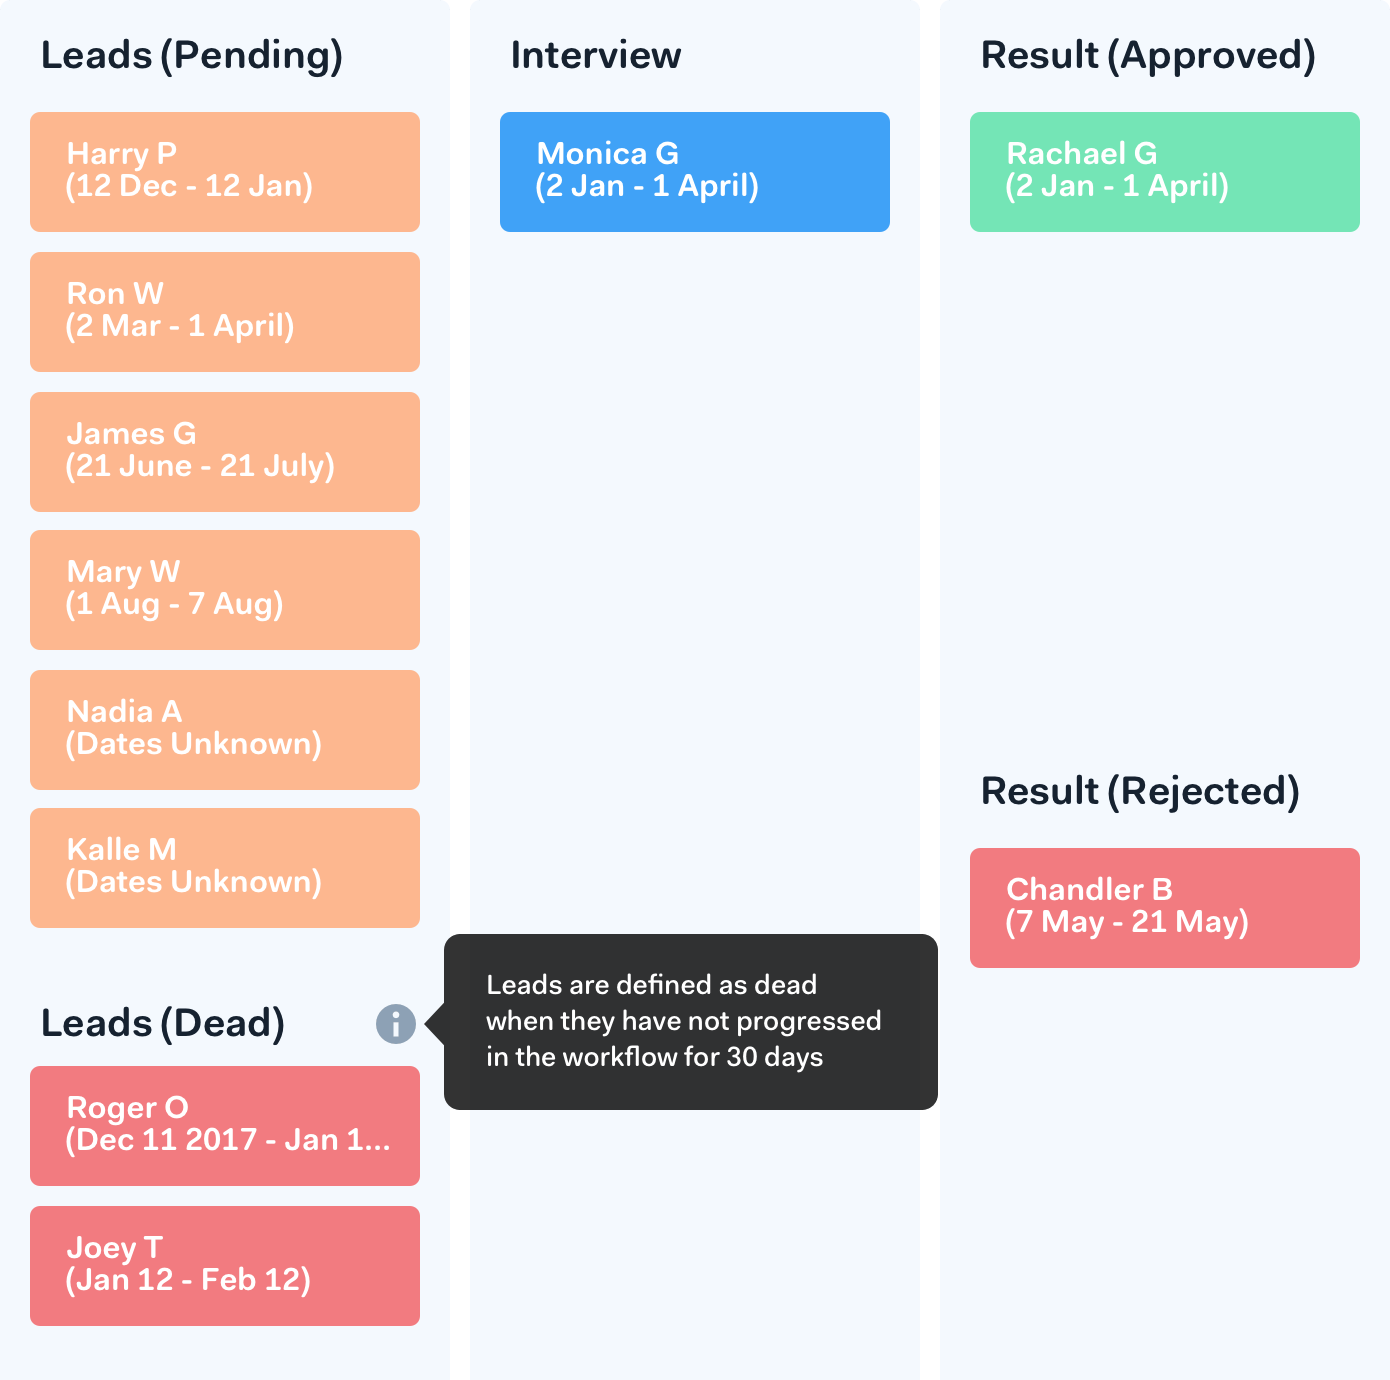 Leads (Pending)
Harry P
(12 Dec - 12 Jan)
Ron W
(2 Mar - 1 April)
James G
(21 June - 21 July)
Mary W
(1 Aug - 7 Aug)
Nadia A
(Dates Unknown)
Kalle M
(Dates Unknown)
Leads (Dead)
Leads are defined as dead
when they have not progressed
in the workflow for 30 days
Roger O
(Dec 11 2017 - Jan 1...
Joey T
(Jan 12 - Feb 12)
Interview
Monica G
(2 Jan - 1 April)
Result (Approved)
Rachael G
(2 Jan - 1 April)
Result (Rejected)
Chandler B
(7 May - 21 May)